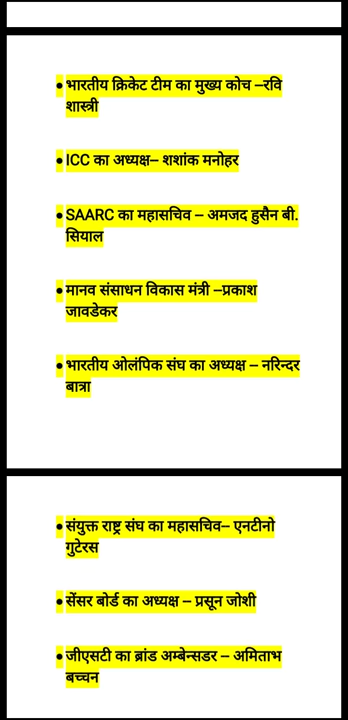 • भारतीय क्रिकेट टीम का मुख्य कोच –रवि
शास्त्री
• ICC का अध्यक्ष– शशांक मनोहर
• SAARC का महासचिव – अमजद हुसैन बी.
सियाल
• मानव संसाधन विकास मंत्री –प्रकाश
जावडेकर
• भारतीय ओलंपिक संघ का अध्यक्ष – नरिन्दर
बात्रा
• संयुक्त राष्ट्र संघ का महासचिव– एनटीनो
गुटेरस
• सेंसर बोर्ड का अध्यक्ष – प्रसून जोशी
• जीएसटी का ब्रांड अम्बेन्सडर – अमिताभ
बच्चन